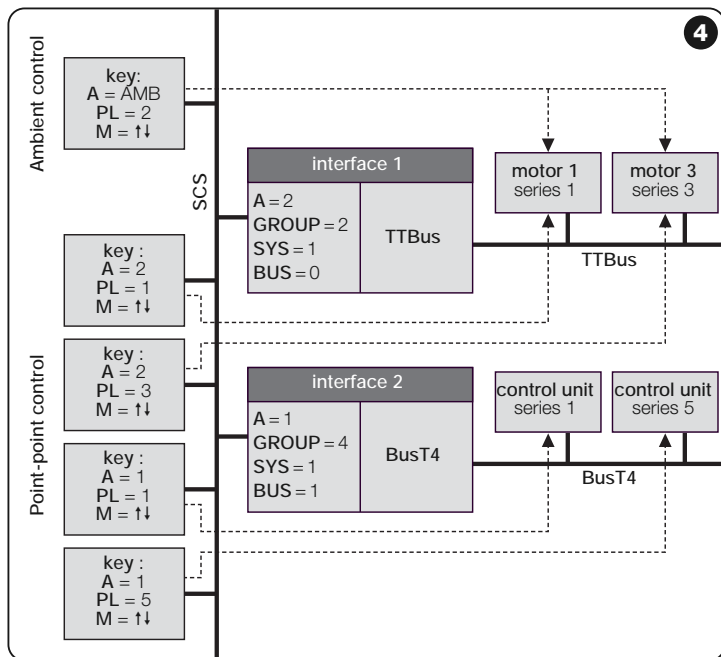 4
Ambient control
key:
A = AMB
PL = 2
M = ↑↓
SCS
interface 1
A = 2
GROUP = 2
SYS = 1
BUS = 0
TTBus
motor 1
series 1
motor 3
series 3
TTBus
Point-point control
key :
A = 2
PL = 1
M = ↑↓
key:
A = 2
PL = 3
M = ↑↓
interface 2
A = 1
GROUP = 4
SYS = 1
BUS = 1
BusT4
control unit
series 1
control unit
series 5
BusT4
key :
A = 1
PL = 1
M = ↑↓
key:
A = 1
PL = 5
M = ↑↓